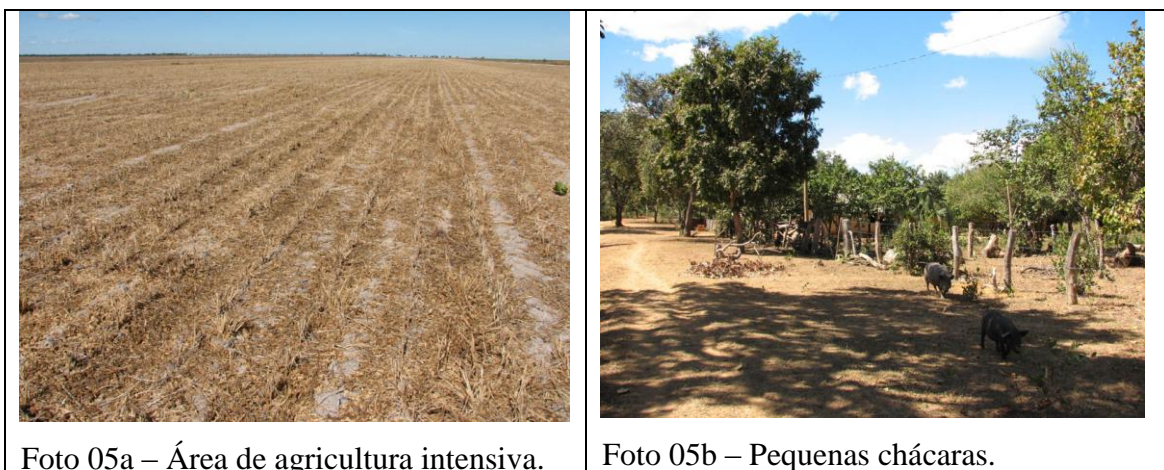 Foto 05a – Área de agricultura intensiva.
Foto 05b – Pequenas chácaras.